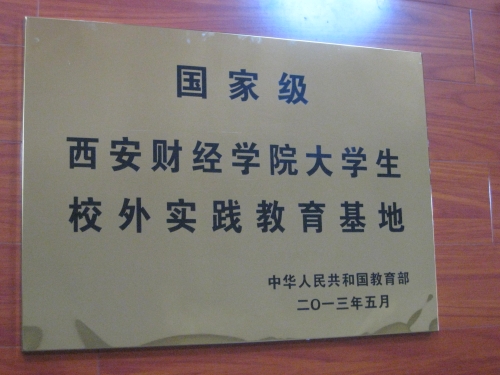 国家级
西安财经学院大学生
校外实践教育基地
中华人民共和国教育部
二〇一三年五月